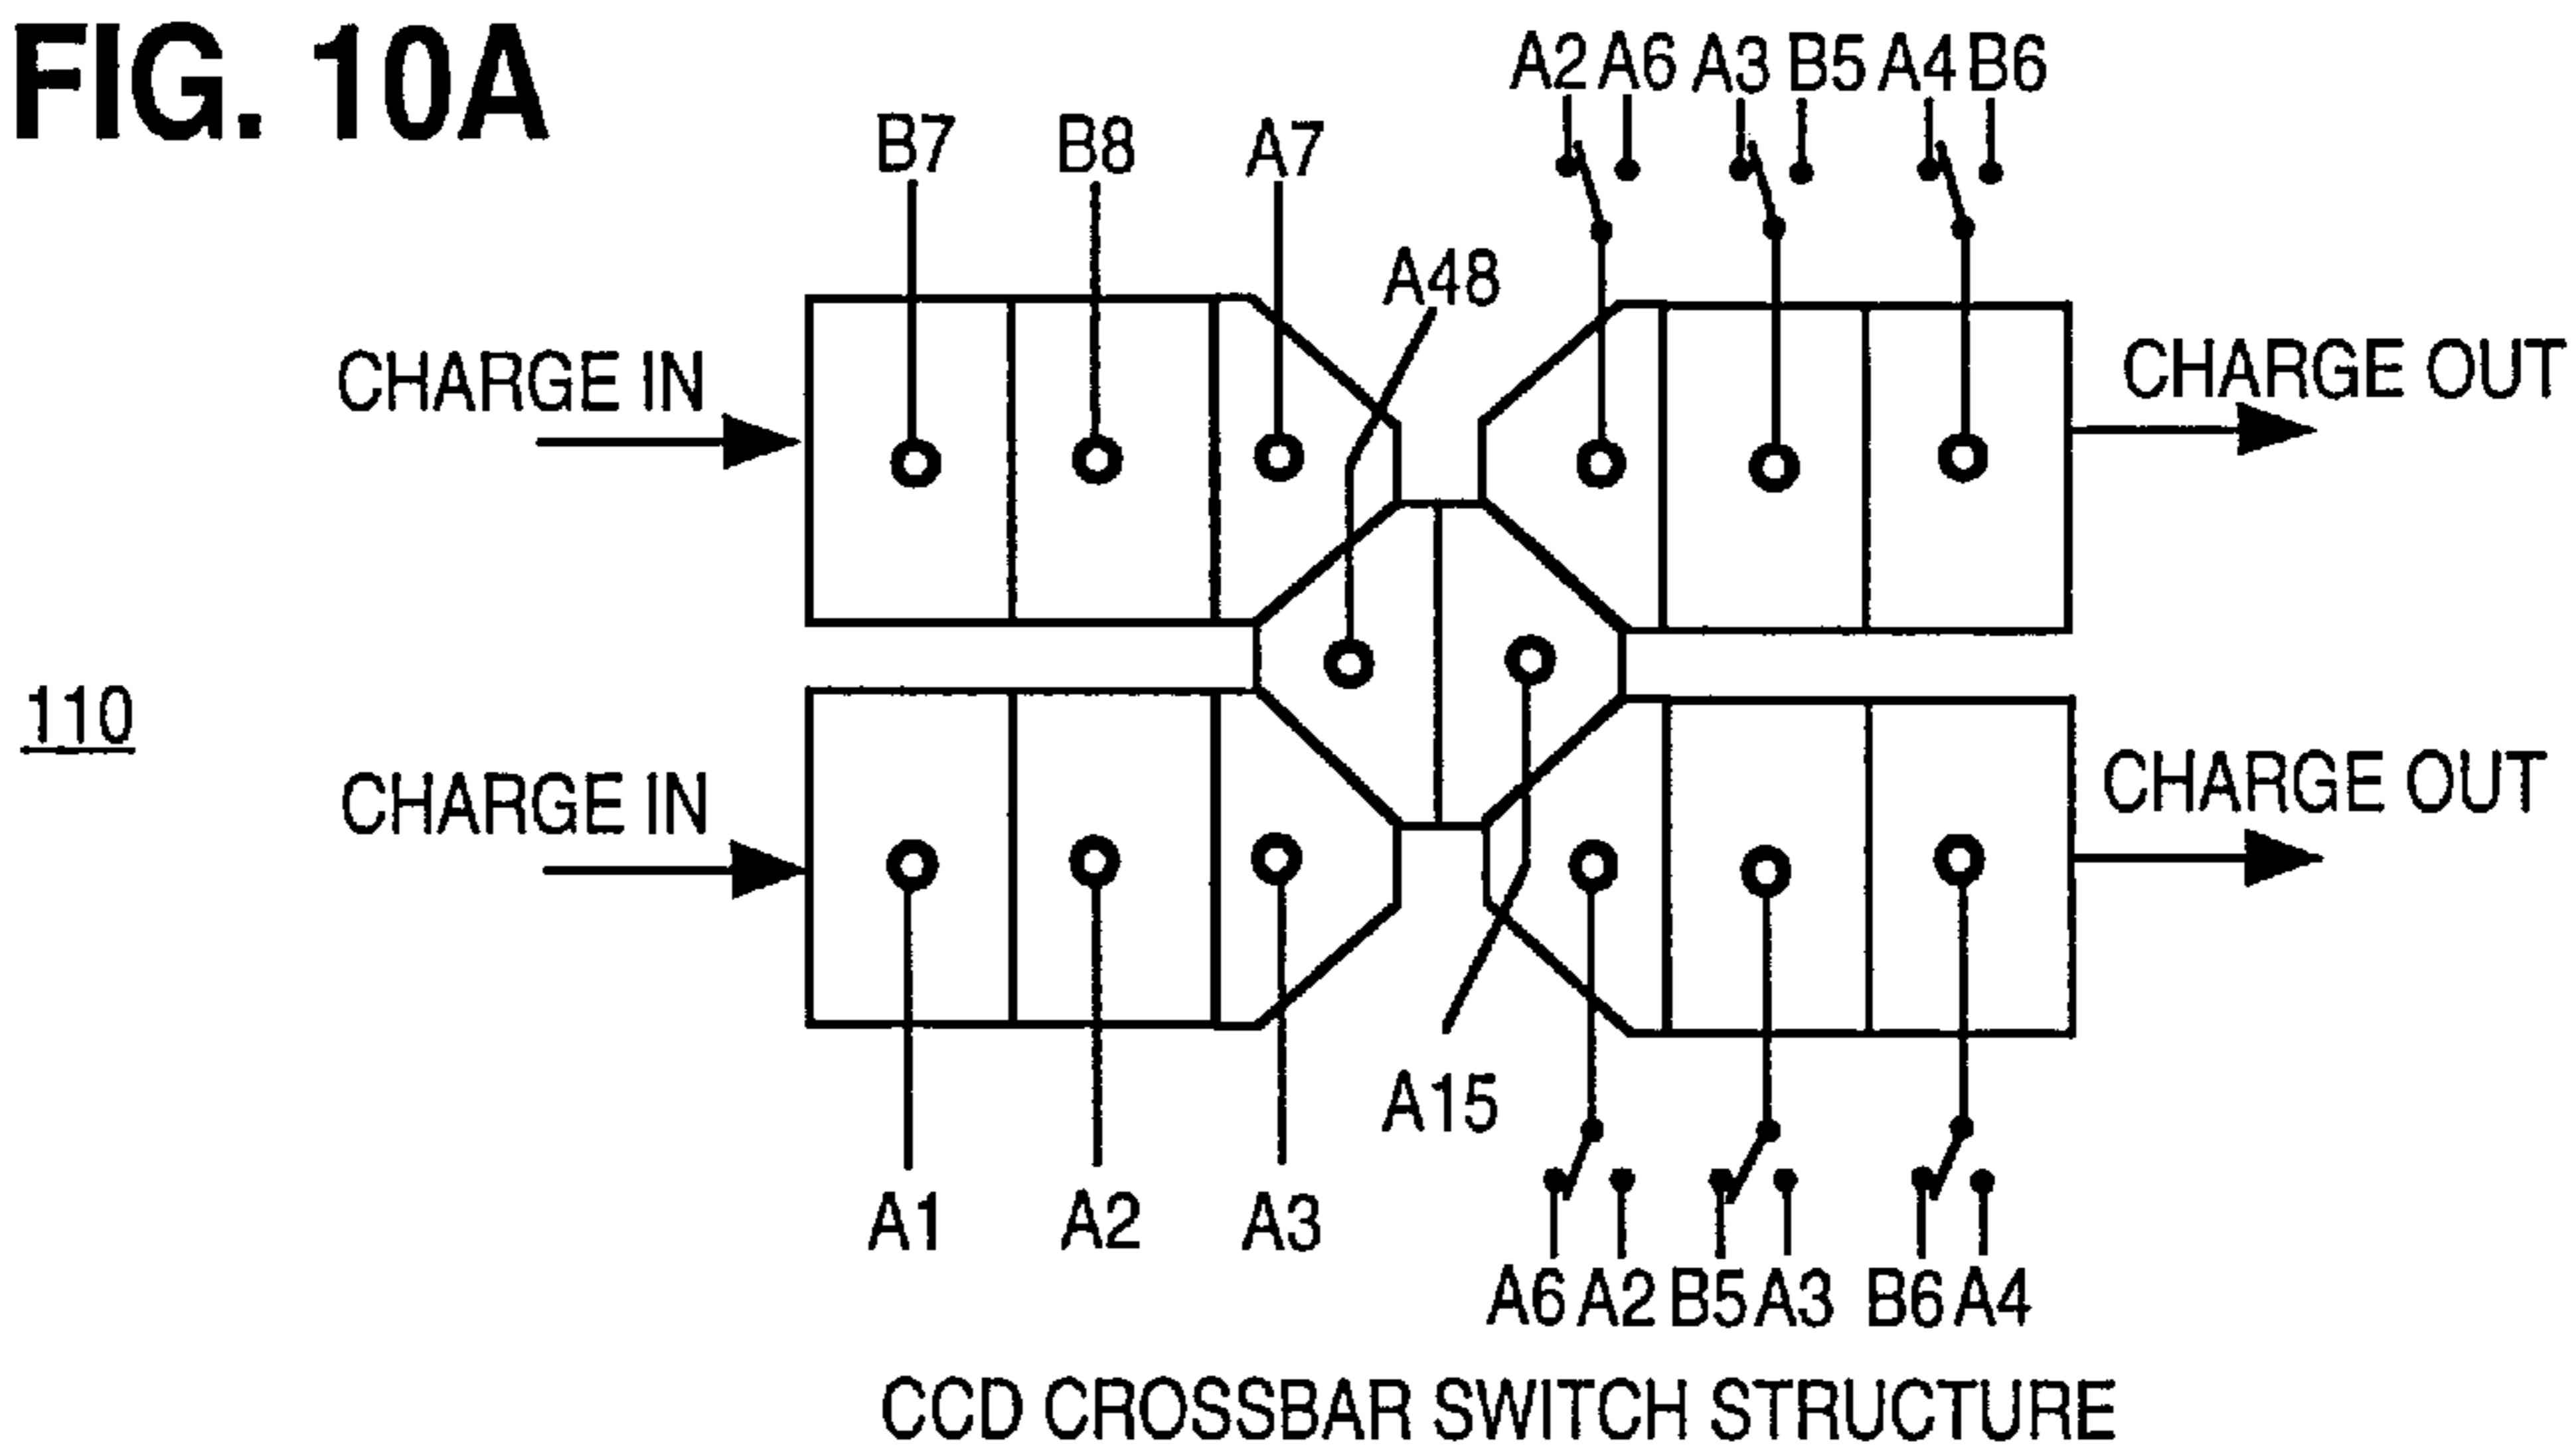 FIG. 10A
A2 A6 A3 B5 A4 B6
B7 B8 A7
A48
CHARGE IN
CHARGE OUT
110
CHARGE IN
CHARGE OUT
A15
A1 A2 A3
A6 A2 B5 A3 B6 A4
CCD CROSSBAR SWITCH STRUCTURE